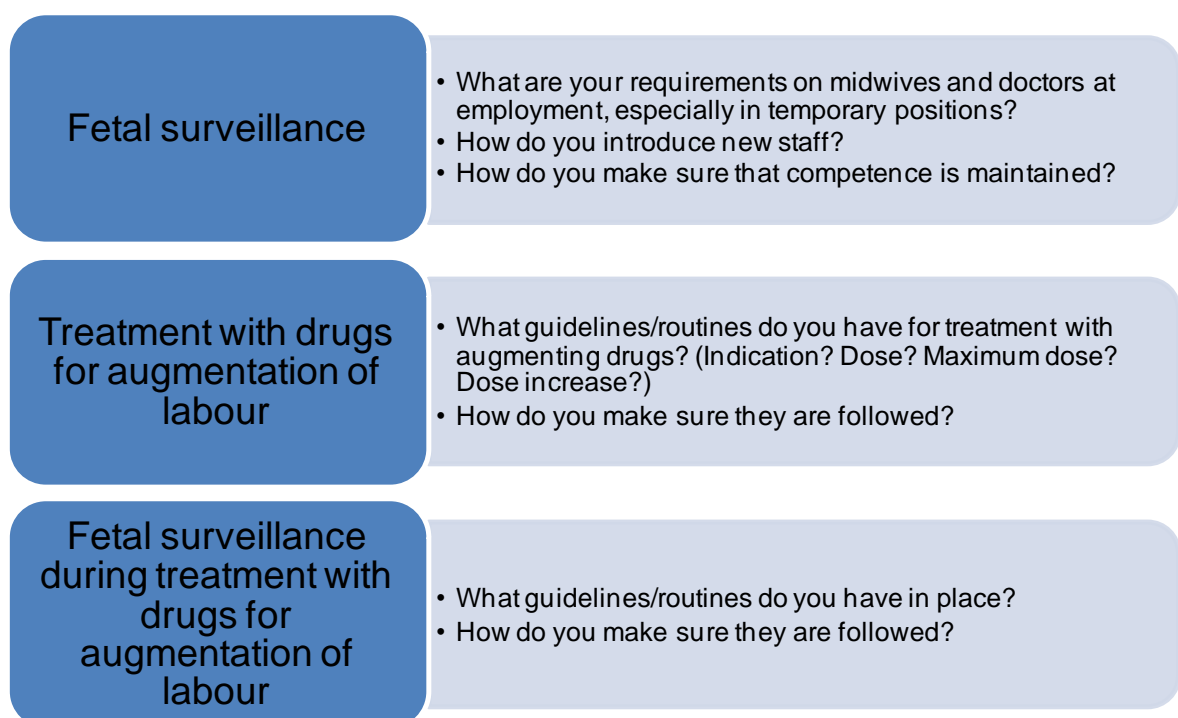 Fetal surveillance
• What are your requirements on midwives and doctors at
employment, especially in temporary positions?
• How do you introduce new staff?
• How do you make sure that competence is maintained?
Treatment with drugs
for augmentation of
labour
• What guidelines/routines do you have for treatment with
augmenting drugs? (Indication? Dose? Maximum dose?
Dose increase?)
• How do you make sure they are followed?
Fetal surveillance
during treatment with
drugs for
augmentation of
labour
• What guidelines/routines do you have in place?
• How do you make sure they are followed?